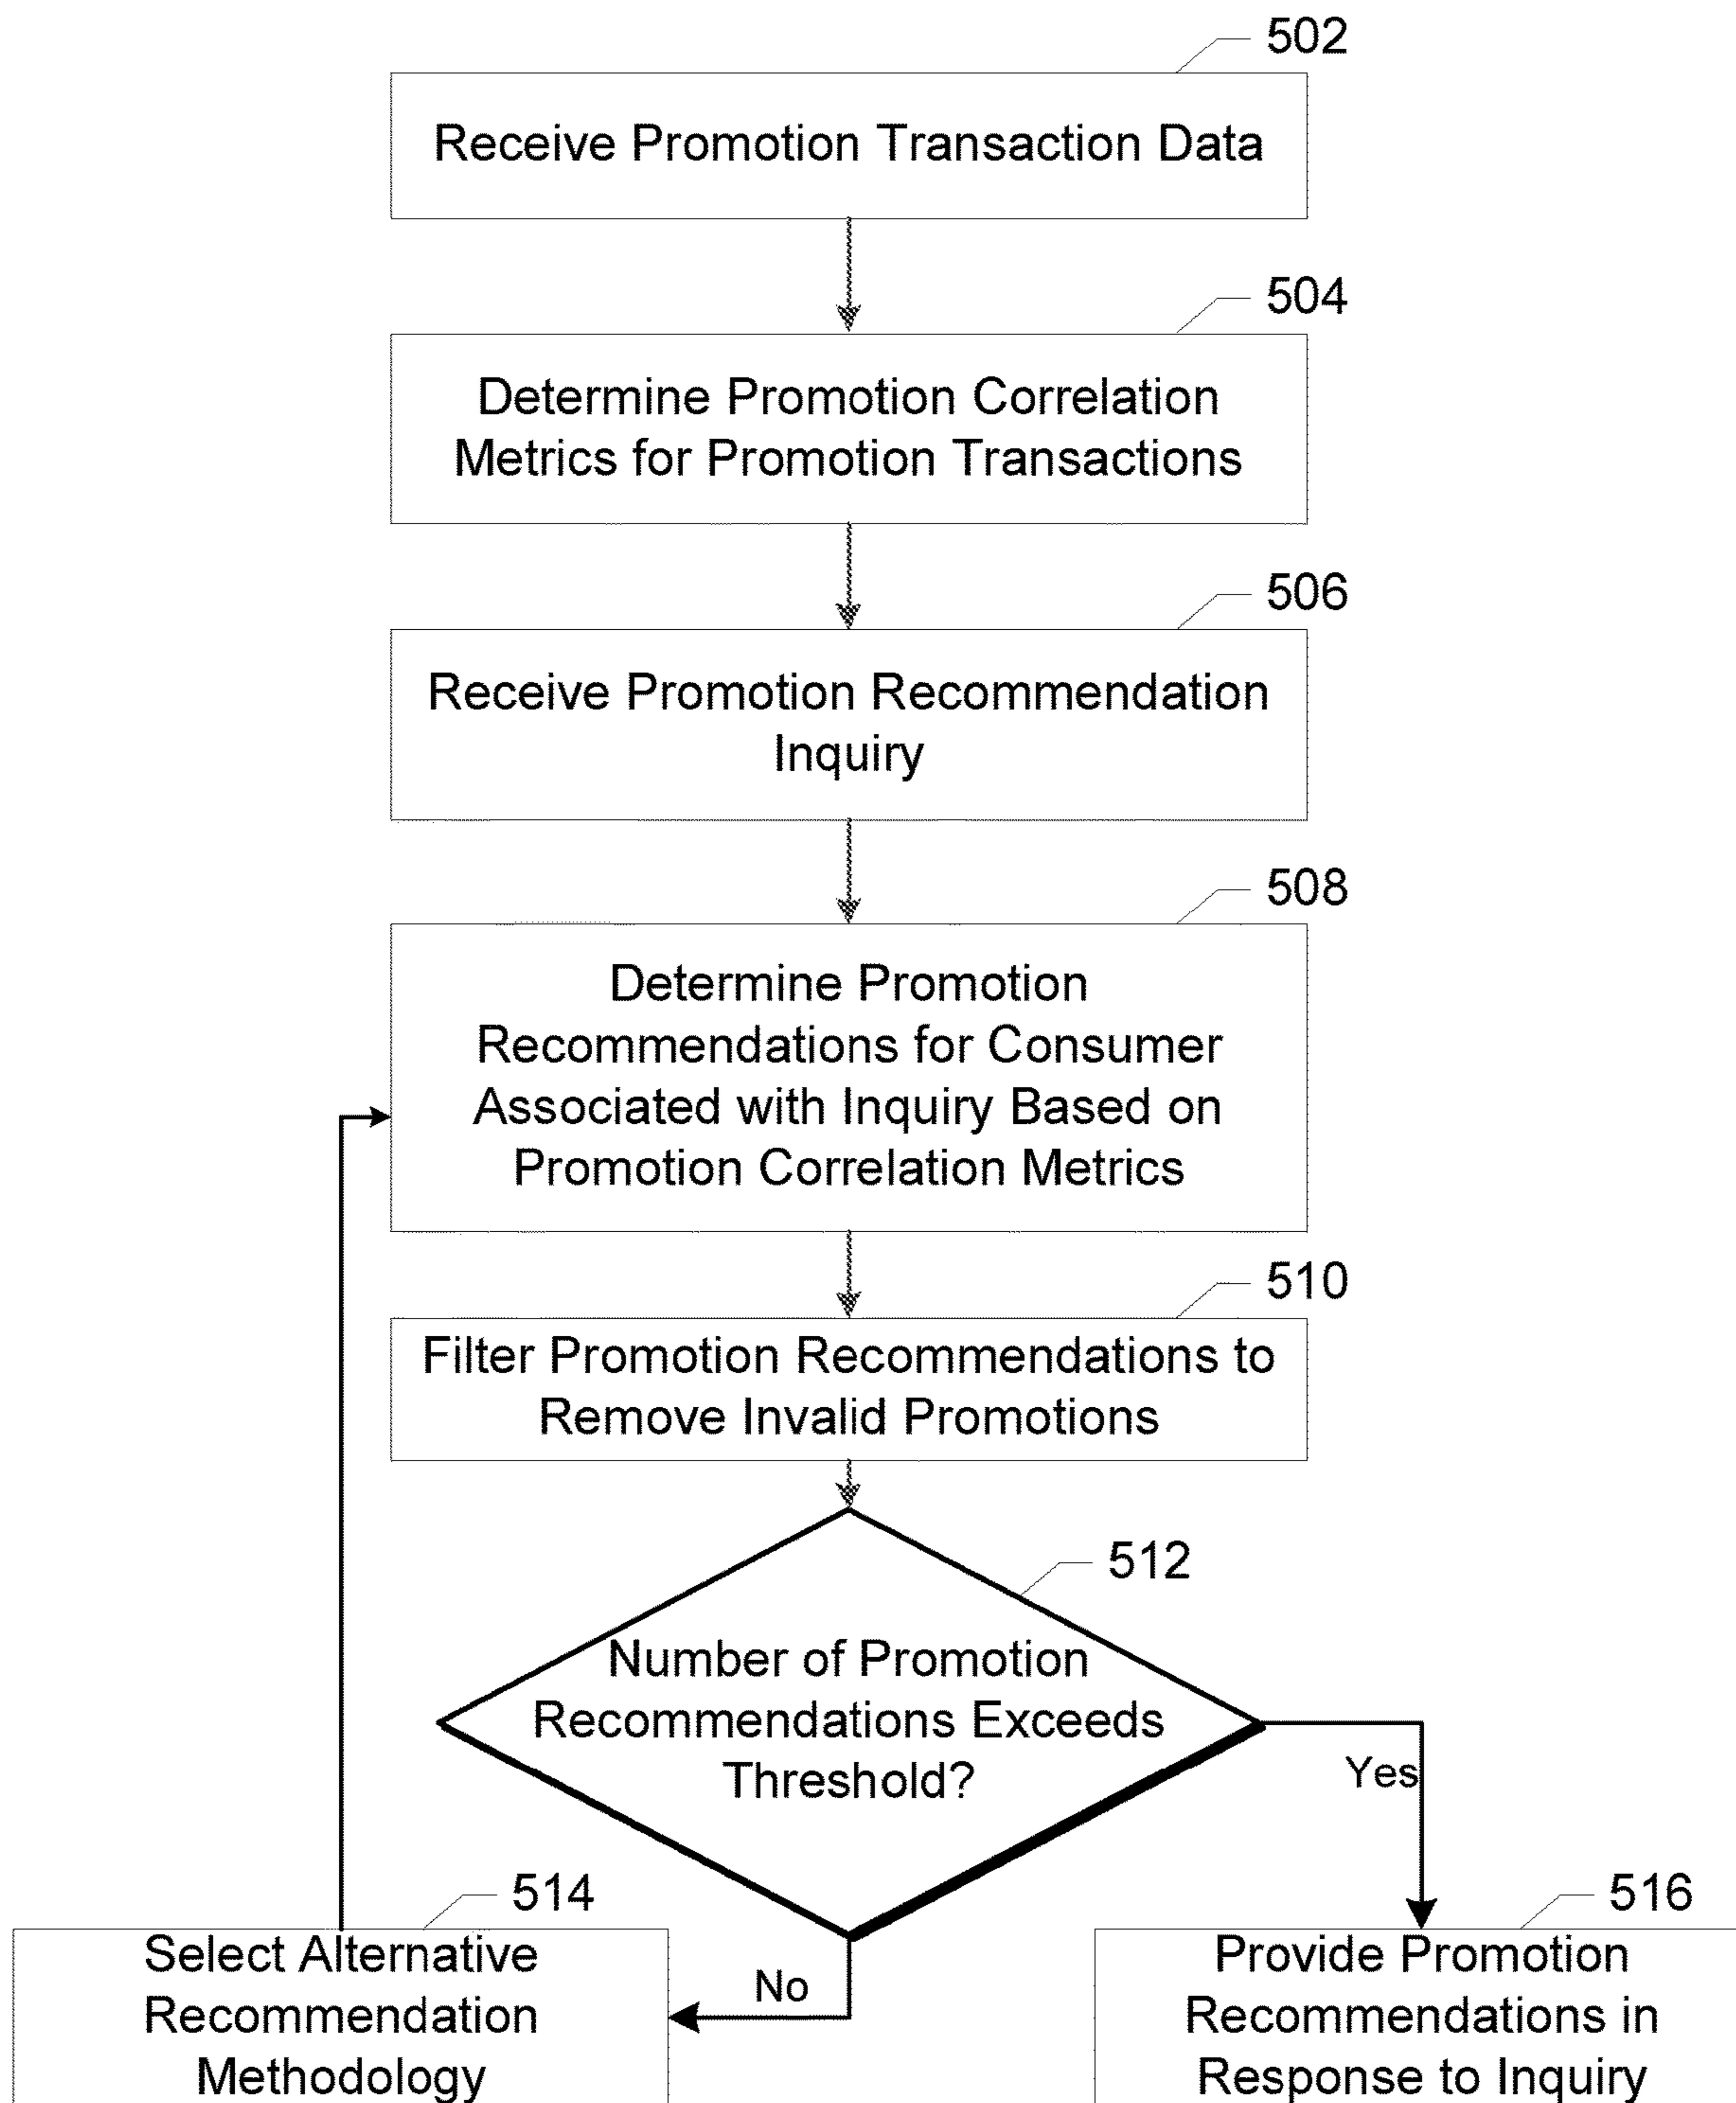 502
Receive Promotion Transaction Data
504
Determine Promotion Correlation
Metrics for Promotion Transactions
506
Receive Promotion Recommendation
Inquiry
508
Determine Promotion
Recommendations for Consumer
Associated with Inquiry Based on
Promotion Correlation Metrics
510
Filter Promotion Recommendations to
Remove Invalid Promotions
512
Number of Promotion
Recommendations Exceeds
Threshold?
Yes
No
514
Select Alternative
Recommendation
Methodology
516
Provide Promotion
Recommendations in
Response to Inquiry